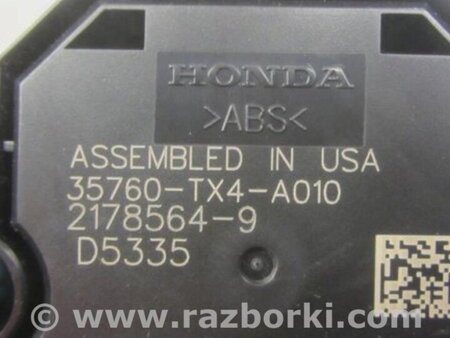 HONDA
>ABS<
ASSEMBLED IN USA
35760-TX4-A010
2178564-9
D5335
© www.razborki.com